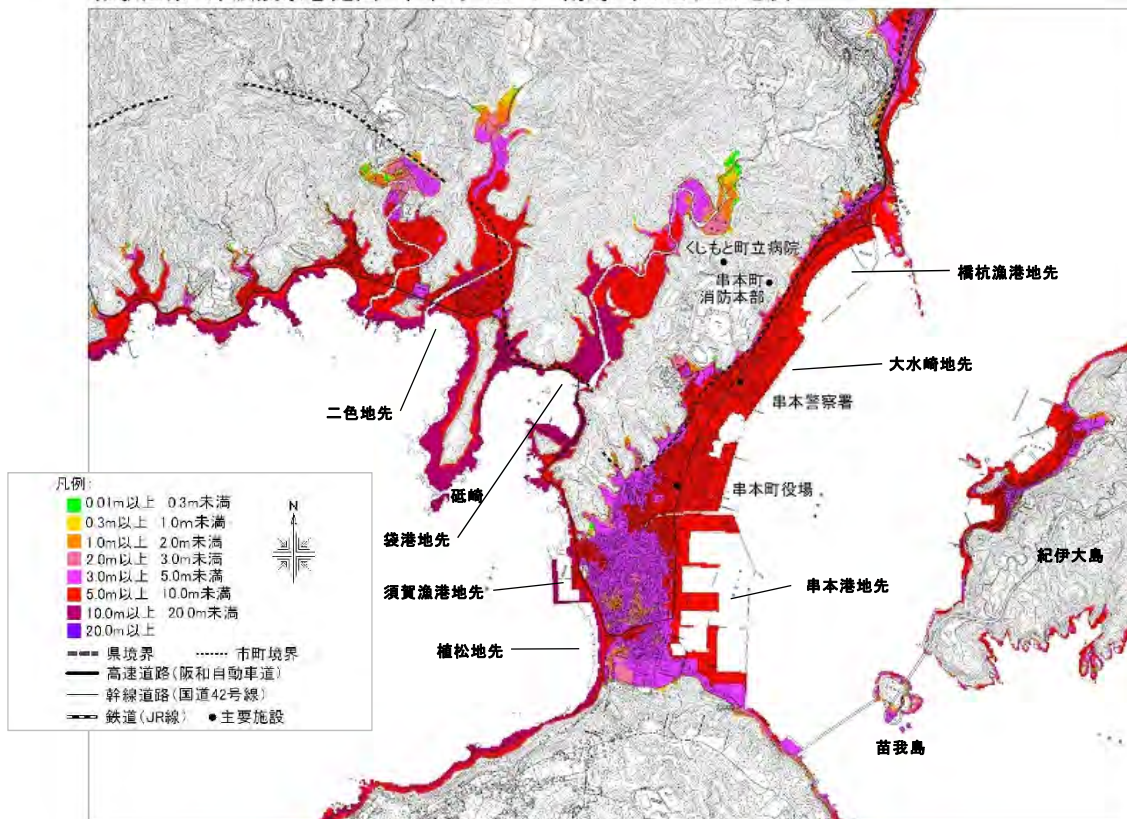 くしもと町立病院
串本町
消防本部
橋杭漁港地先
大水崎地先
串本警察署
二色地先
砥崎
串本町役場
袋港地先
紀伊大島
須賀漁港地先
串本港地先
植松地先
苗我島
凡例:
0.01m以上 0.3m未満
0.3m以上 1.0m未満
1.0m以上 2.0m未満
2.0m以上 3.0m未満
3.0m以上 5.0m未満
5.0m以上 10.0m未満
10.0m以上 20.0m未満
20.0m以上
N
県境界 市町境界
高速道路(阪和自動車道)
幹線道路(国道42号線)
鉄道(JR線) ●主要施設